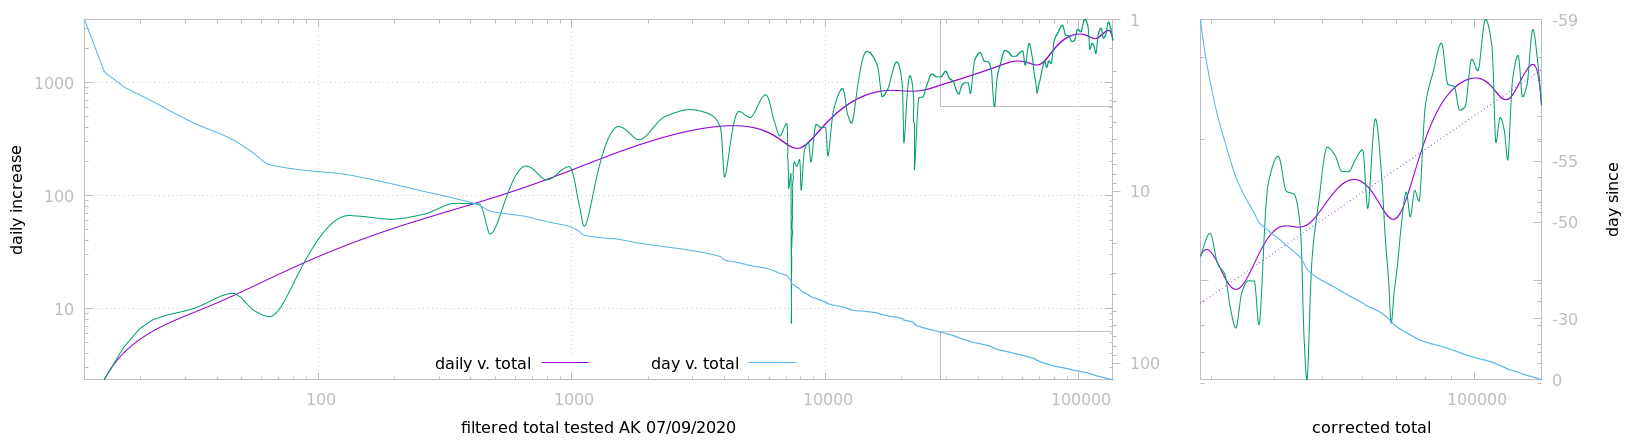 1000
100
10
daily increase
daily v. total
day v. total
100
1000
10000
100000
filtered total tested AK 07/09/2020
1
10
100
-59
-55
-50
-30
0
day since
100000
corrected total